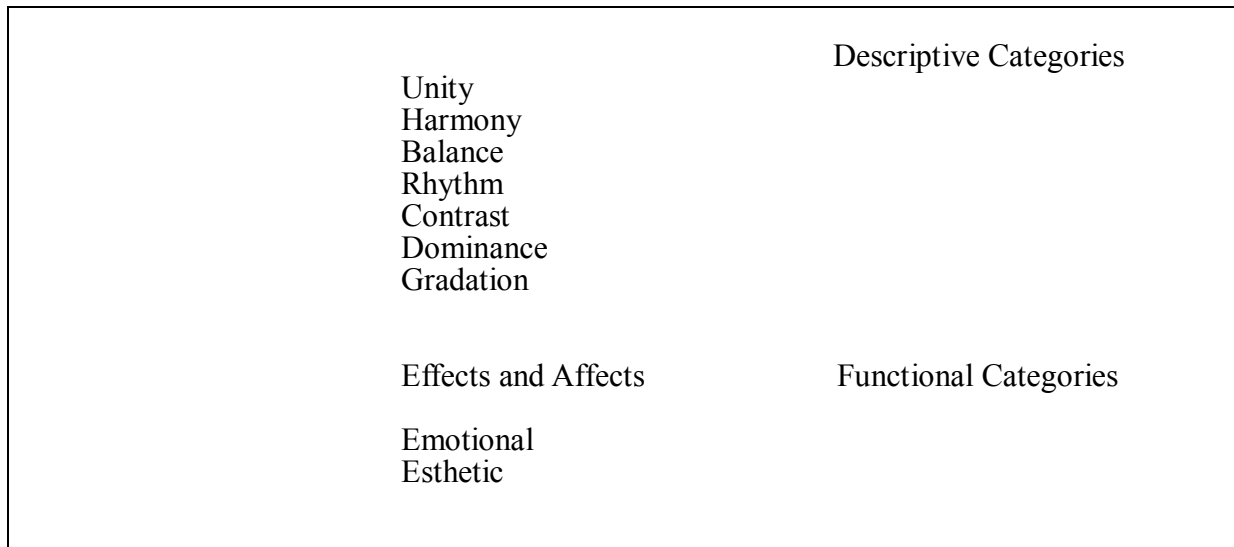 Descriptive Categories
Unity
Harmony
Balance
Rhythm
Contrast
Dominance
Gradation
Effects and Affects Functional Categories
Emotional
Esthetic